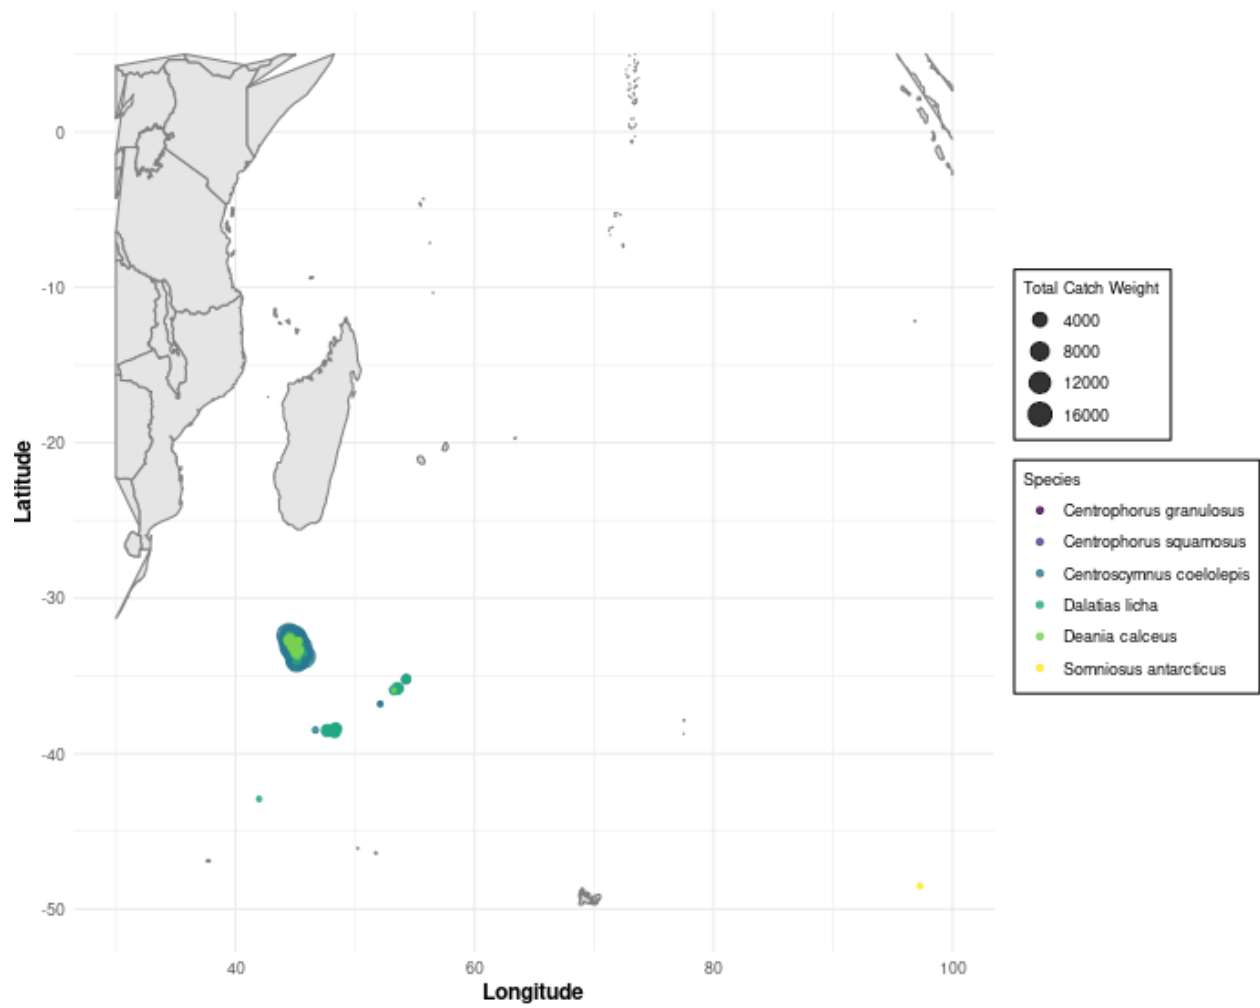 0
-10
-20
-30
-40
-50
Latitude
40
60
80
100
Longitude
Total Catch Weight
4000
8000
12000
16000
Species
Centrophorus granulosus
Centrophorus squamosus
Centroscymnus coelolepis
Dalatias licha
Deania calceus
Somniosus antarcticus